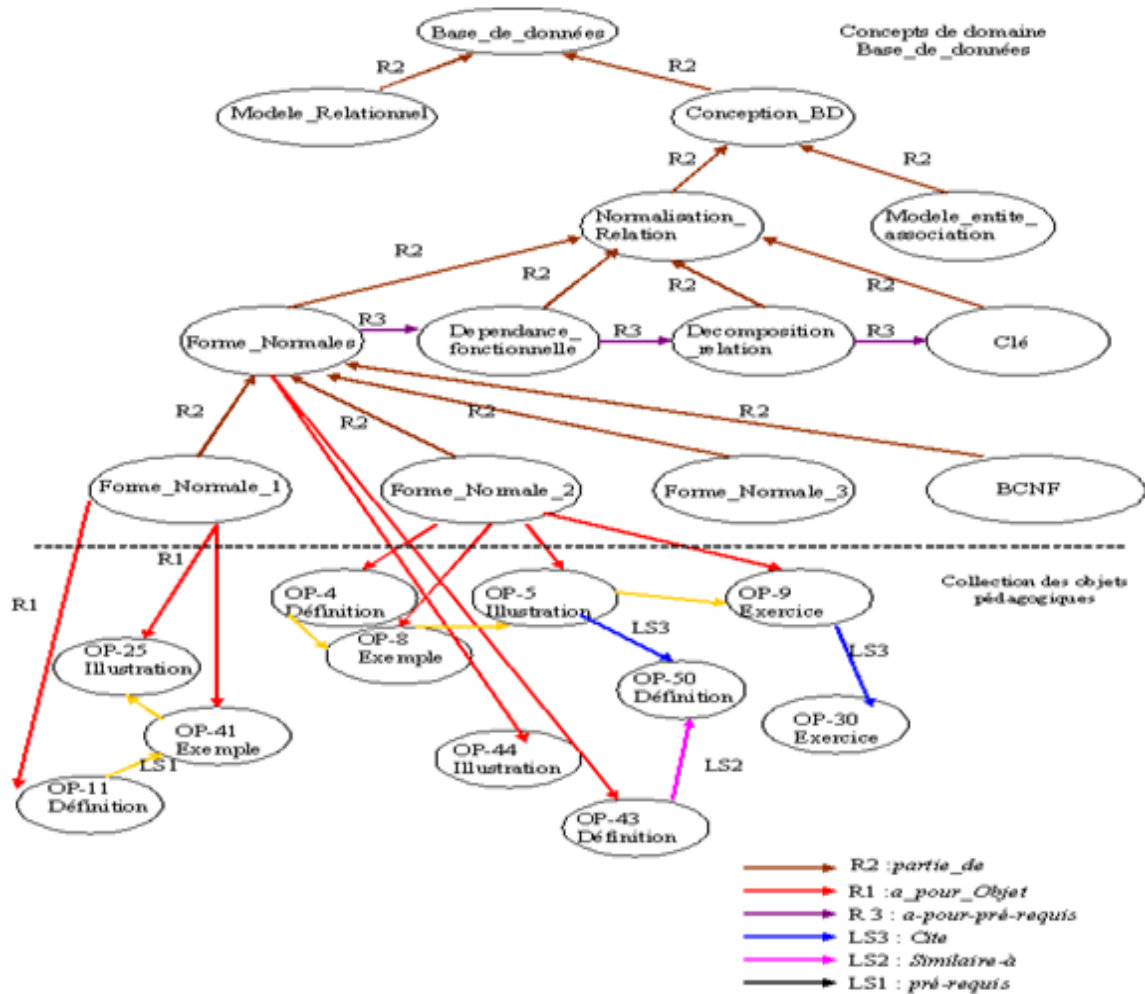 Base_de_données
Concepts de domaine
Base_de_données
R2
R2
Modele_Relationnel
Conception_BD
R2
R2
Normalisation_
Relation
Modele_entite_
association
R2
R2
R2
R2
Forme_Normales
R3
Dependance_
fonctionnelle
R3
Decomposition
_relation
R3
Clé
R2
R2
R2
R2
Forme_Normale_1
Forme_Normale_2
Forme_Normale_3
BCNF
R1
R1
OP-4
Définition
OP-5
Illustration
OP-9
Exercice
Collection des objets
pédagogiques
OP-8
Exemple
LS3
LS3
OP-25
Illustration
OP-50
Définition
OP-30
Exercice
OP-41
Exemple
OP-44
Illustration
LS2
LS1
OP-11
Définition
OP-43
Définition
R2 :partie_de
R1 :a_pour_Objet
R 3 : a-pour-pré-requis
LS3 : Cite
LS2 : Similaire-à
LS1 : pré-requis